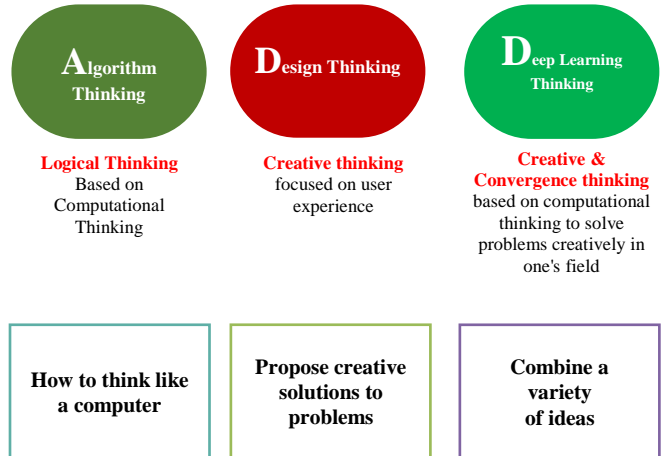 Algorithm
Thinking
Design Thinking
Deep Learning
Thinking
Logical Thinking
Based on
Computational
Thinking
Creative thinking
focused on user
experience
Creative &
Convergence thinking
based on computational
thinking to solve
problems creatively in
one's field
How to think like
a computer
Propose creative
solutions to
problems
Combine a
variety
of ideas